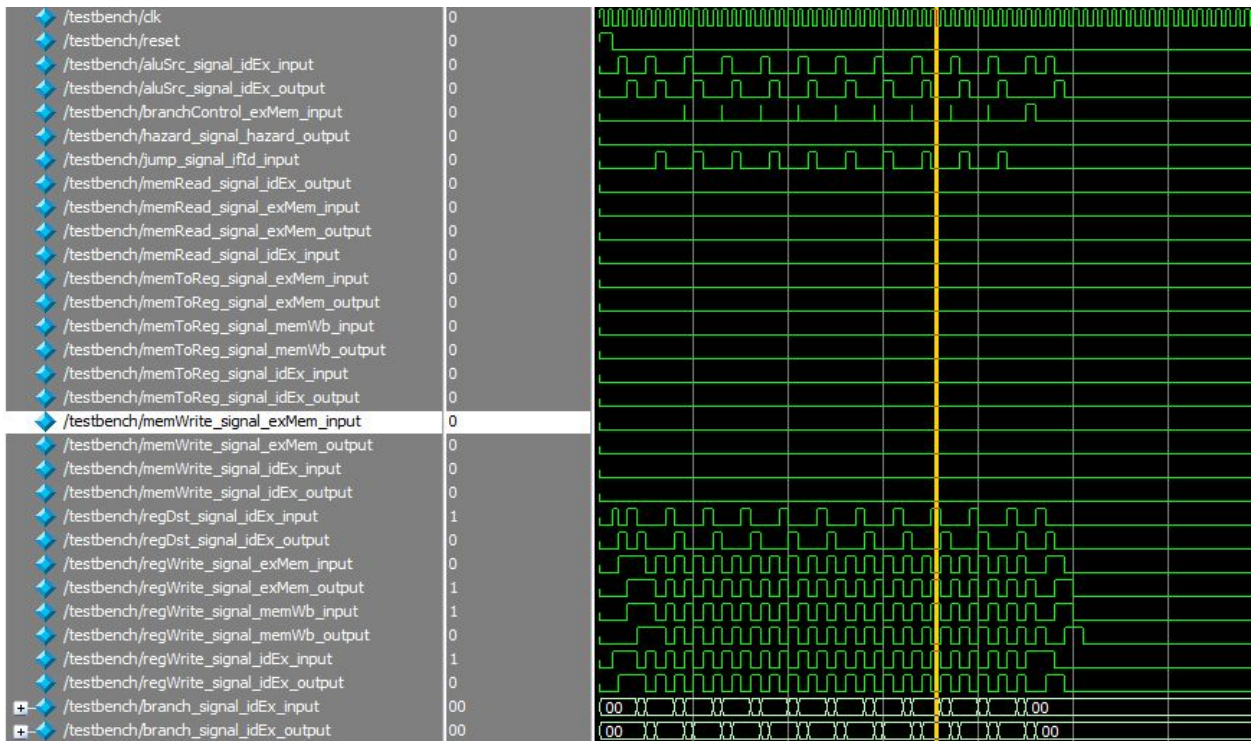 /testbench/clk 0
/testbench/reset 0
/testbench/aluSrc_signal_idEx_input 0
/testbench/aluSrc_signal_idEx_output 0
/testbench/branchControl_exMem_input 0
/testbench/hazard_signal_hazard_output 0
/testbench/jump_signal_ifId_input 0
/testbench/memRead_signal_idEx_output 0
/testbench/memRead_signal_exMem_input 0
/testbench/memRead_signal_exMem_output 0
/testbench/memRead_signal_idEx_input 0
/testbench/memToReg_signal_exMem_input 0
/testbench/memToReg_signal_exMem_output 0
/testbench/memToReg_signal_memWb_input 0
/testbench/memToReg_signal_memWb_output 0
/testbench/memToReg_signal_idEx_input 0
/testbench/memToReg_signal_idEx_output 0
/testbench/memWrite_signal_exMem_input 0
/testbench/memWrite_signal_exMem_output 0
/testbench/memWrite_signal_idEx_input 0
/testbench/memWrite_signal_idEx_output 0
/testbench/regDst_signal_idEx_input 1
/testbench/regDst_signal_idEx_output 0
/testbench/regWrite_signal_exMem_input 0
/testbench/regWrite_signal_exMem_output 1
/testbench/regWrite_signal_memWb_input 1
/testbench/regWrite_signal_memWb_output 0
/testbench/regWrite_signal_idEx_input 1
/testbench/regWrite_signal_idEx_output 0
/testbench/branch_signal_idEx_input 00 00 00
/testbench/branch_signal_idEx_output 00 00 00